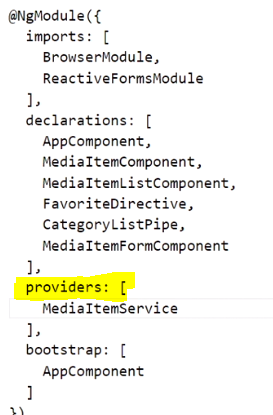 @NgModule({
imports: [
BrowserModule,
ReactiveFormsModule
],
declarations: [
AppComponent,
MediaItemComponent,
MediaItemListComponent,
FavoriteDirective,
CategoryListPipe,
MediaItemFormComponent
],
providers: [
MediaItemService
],
bootstrap: [
AppComponent
]
})